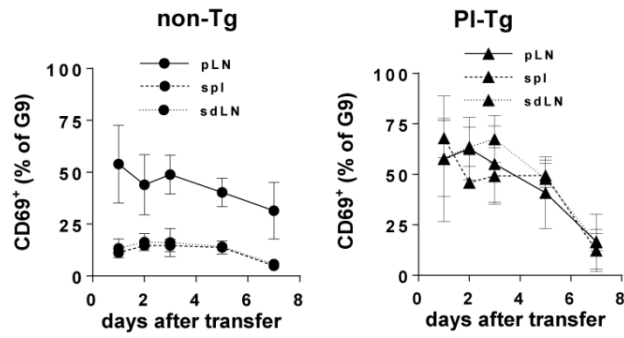 non-Tg
pLN
spl
sdLN
CD69+ (% of G9)
100
75
50
25
0
0 2 4 6 8
days after transfer
PI-Tg
pLN
spl
sdLN
CD69+ (% of G9)
100
75
50
25
0
0 2 4 6 8
days after transfer